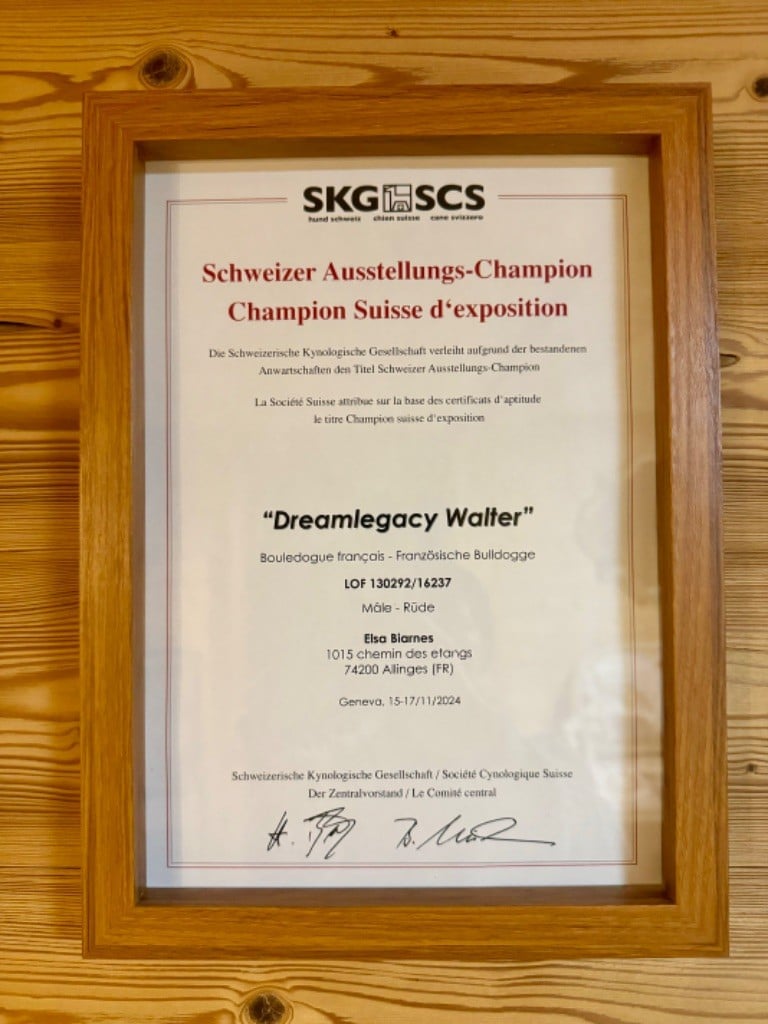 SKG SCS
hund schweiz chien suisse cane svizzero
Schweizer Ausstellungs-Champion
Champion Suisse d‘exposition
Die Schweizerische Kynologische Gesellschaft verleiht aufgrund der bestandenen
Anwartschaften den Titel Schweizer Ausstellungs-Champion
La Société Suisse attribue sur la base des certificats d'aptitude
le titre Champion suisse d'exposition
“Dreamlegacy Walter”
Bouledogue français - Französische Bulldogge
LOF 130292/16237
Mâle - Rüde
Elsa Biarnes
1015 chemin des etangs
74200 Allinges (FR)
Geneva, 15-17/11/2024
Schweizerische Kynologische Gesellschaft / Société Cynologique Suisse
Der Zentralvorstand / Le Comité central